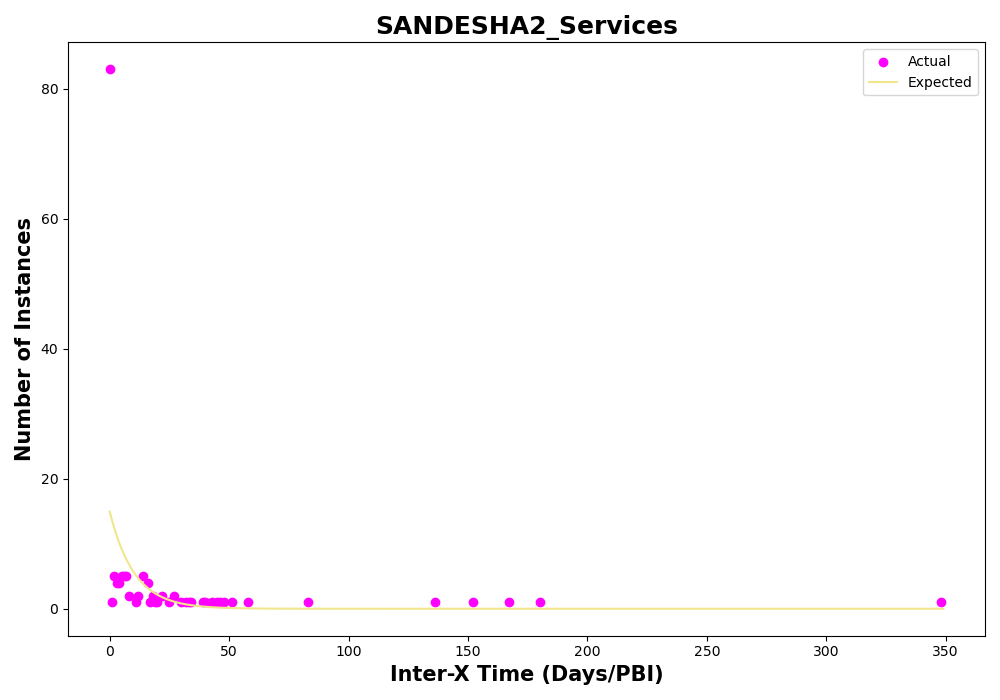 SANDESHA2_Services
Actual
Expected
80
60
40
20
0
Number of Instances
0 50 100 150 200 250 300 350
Inter-X Time (Days/PBI)